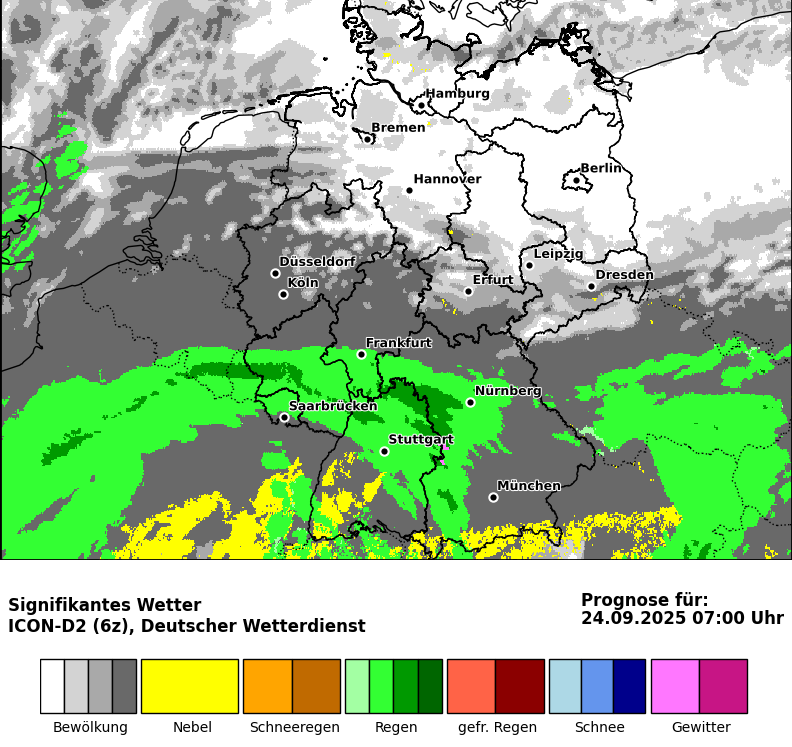 Hamburg
Bremen
Berlin
Hannover
Leipzig
Düsseldorf
Dresden
Köln
Erfurt
Frankfurt
Nürnberg
Saarbrücken
Stuttgart
München
Signifikantes Wetter
ICON-D2 (6z), Deutscher Wetterdienst
Prognose für:
24.09.2025 07:00 Uhr
Bewölkung
Nebel
Schneeregen
Regen
gefr. Regen
Schnee
Gewitter